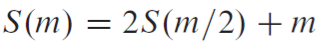 S(m) = 2S(m/2) + m